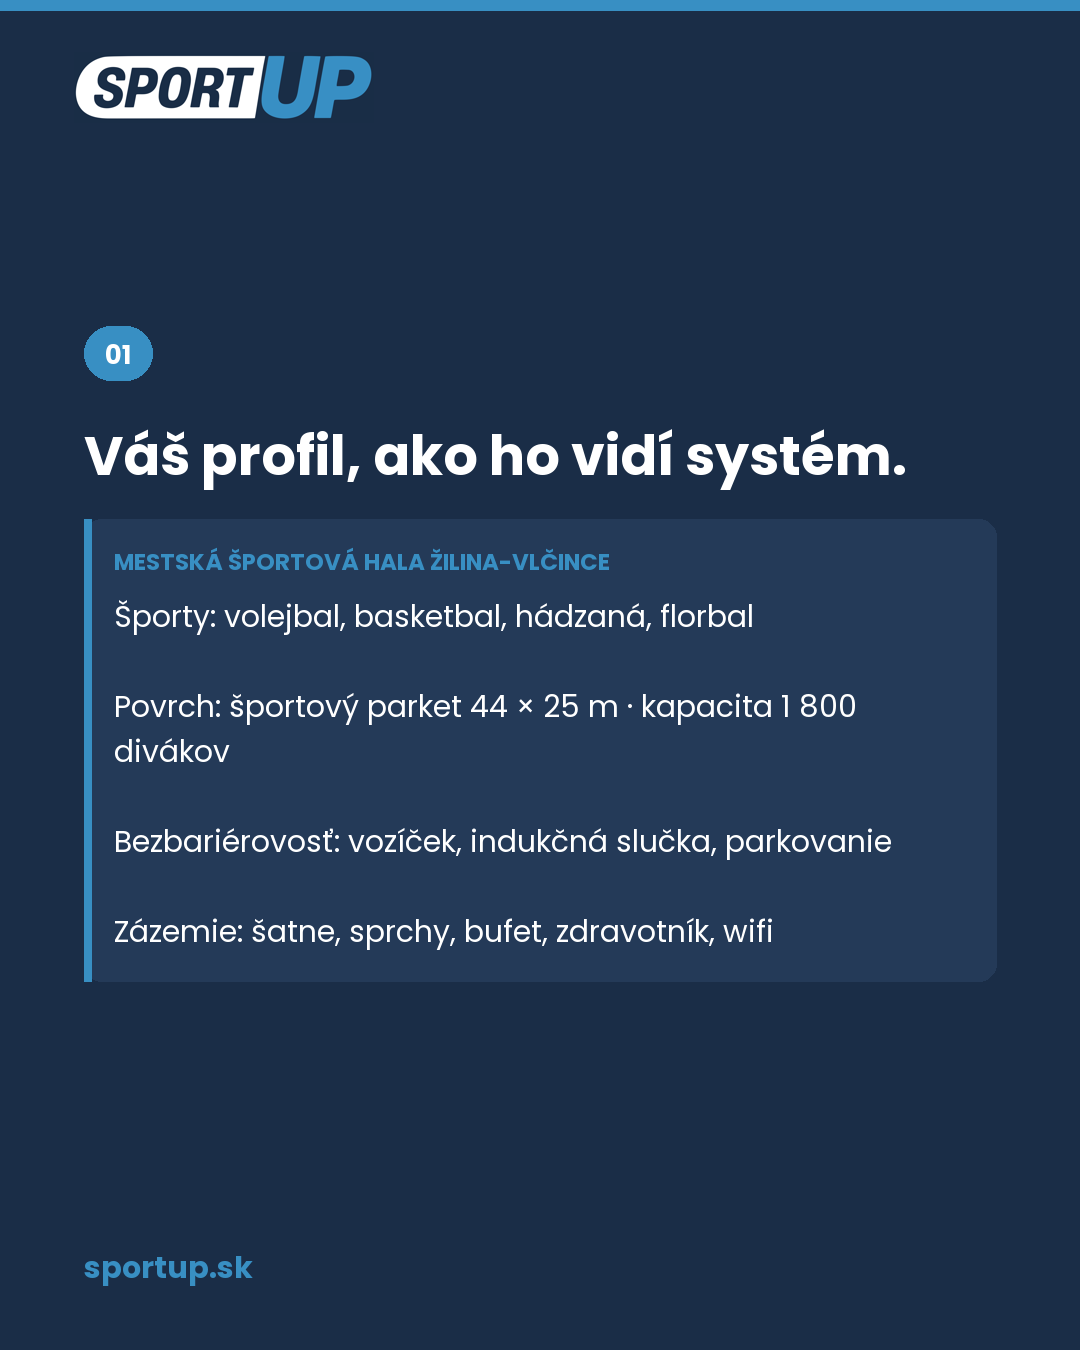 SPORTUP
01
Váš profil, ako ho vidí systém.
MESTSKÁ ŠPORTOVÁ HALA ŽILINA-VLČINCE
Športy: volejbal, basketbal, hádzaná, florbal
Povrch: športový parket 44 × 25 m · kapacita 1 800
divákov
Bezbariérovosť: vozíček, indukčná slučka, parkovanie
Zázemie: šatne, sprchy, bufet, zdravotník, wifi
sportup.sk